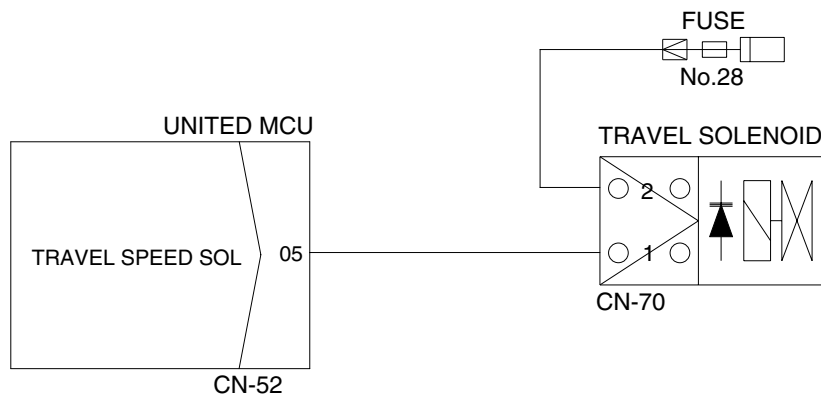 FUSE
No.28
UNITED MCU
TRAVEL SOLENOID
2
TRAVEL SPEED SOL
05
1
CN-70
CN-52